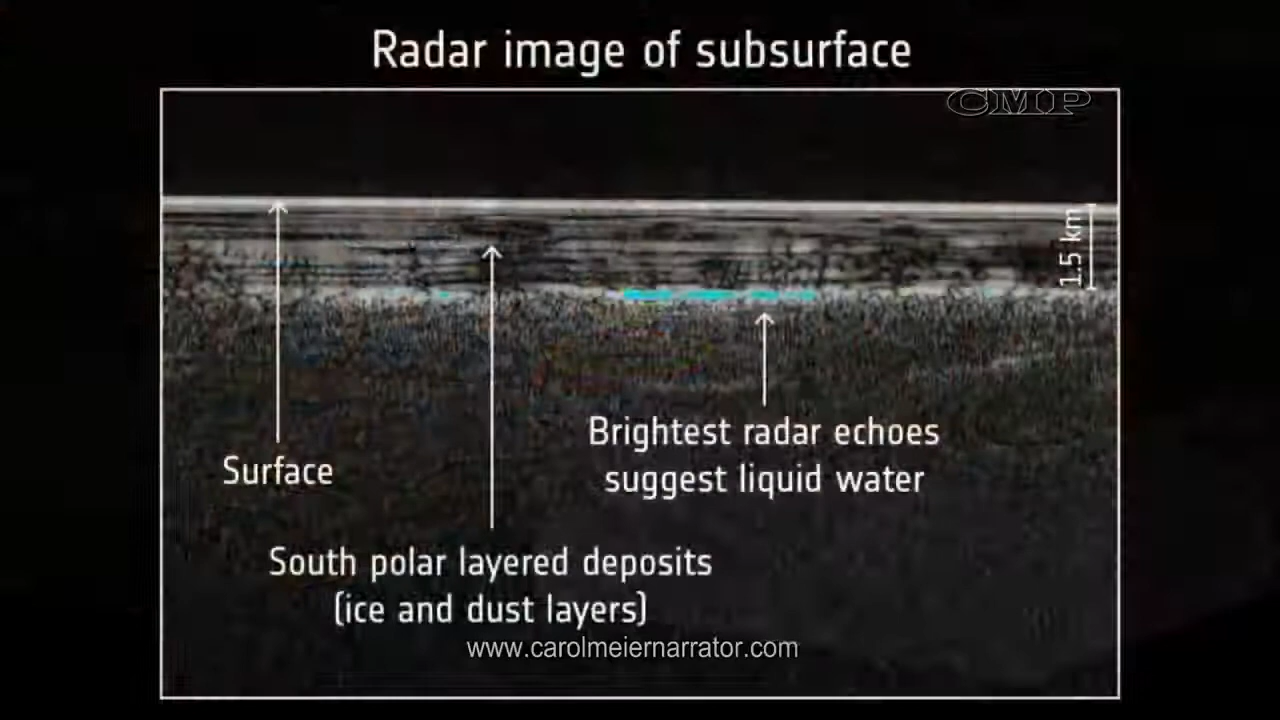 Radar image of subsurface
CMP
1.5 km
Brightest radar echoes
suggest liquid water
Surface
South polar layered deposits
(ice and dust layers)
www.carolmeiernarrator.com